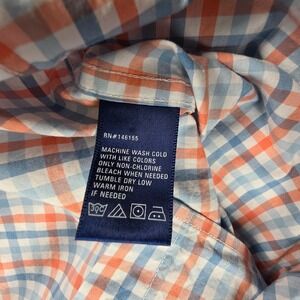 RN#146155
MACHINE WASH COLD
WITH LIKE COLORS
ONLY NON-CHLORINE
BLEACH WHEN NEEDED
TUMBLE DRY LOW
WARM IRON
IF NEEDED